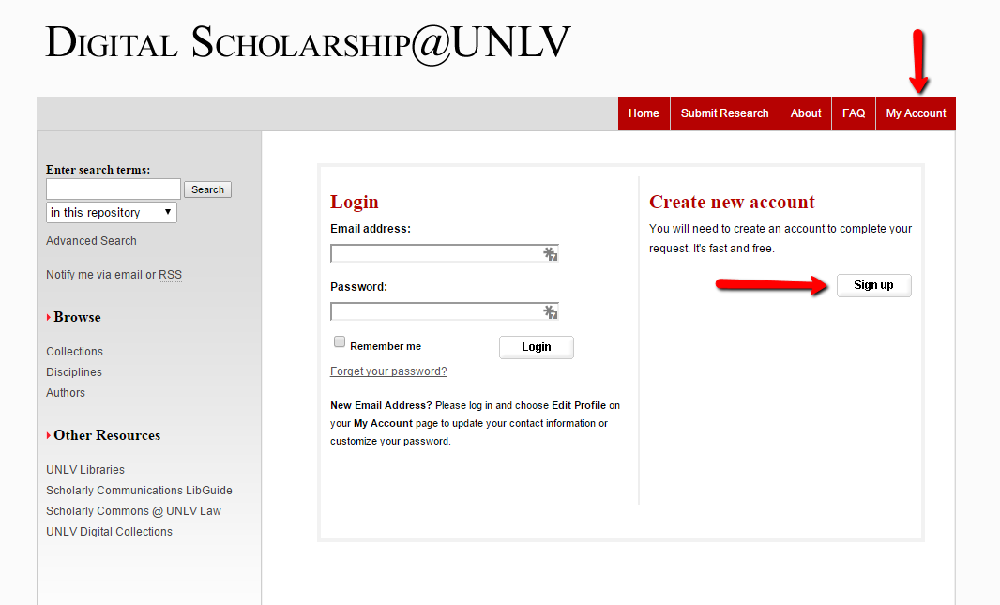 DIGITAL SCHOLARSHIP@UNLV
Home
Submit Research
About
FAQ
My Account
Enter search terms:
Search
in this repository
Advanced Search
Notify me via email or RSS
Browse
Collections
Disciplines
Authors
Other Resources
UNLV Libraries
Scholarly Communications LibGuide
Scholarly Commons @ UNLV Law
UNLV Digital Collections
Login
Email address:
Password:
Remember me
Login
Forget your password?
New Email Address? Please log in and choose Edit Profile on
your My Account page to update your contact information or
customize your password.
Create new account
You will need to create an account to complete your
request. It's fast and free.
Sign up